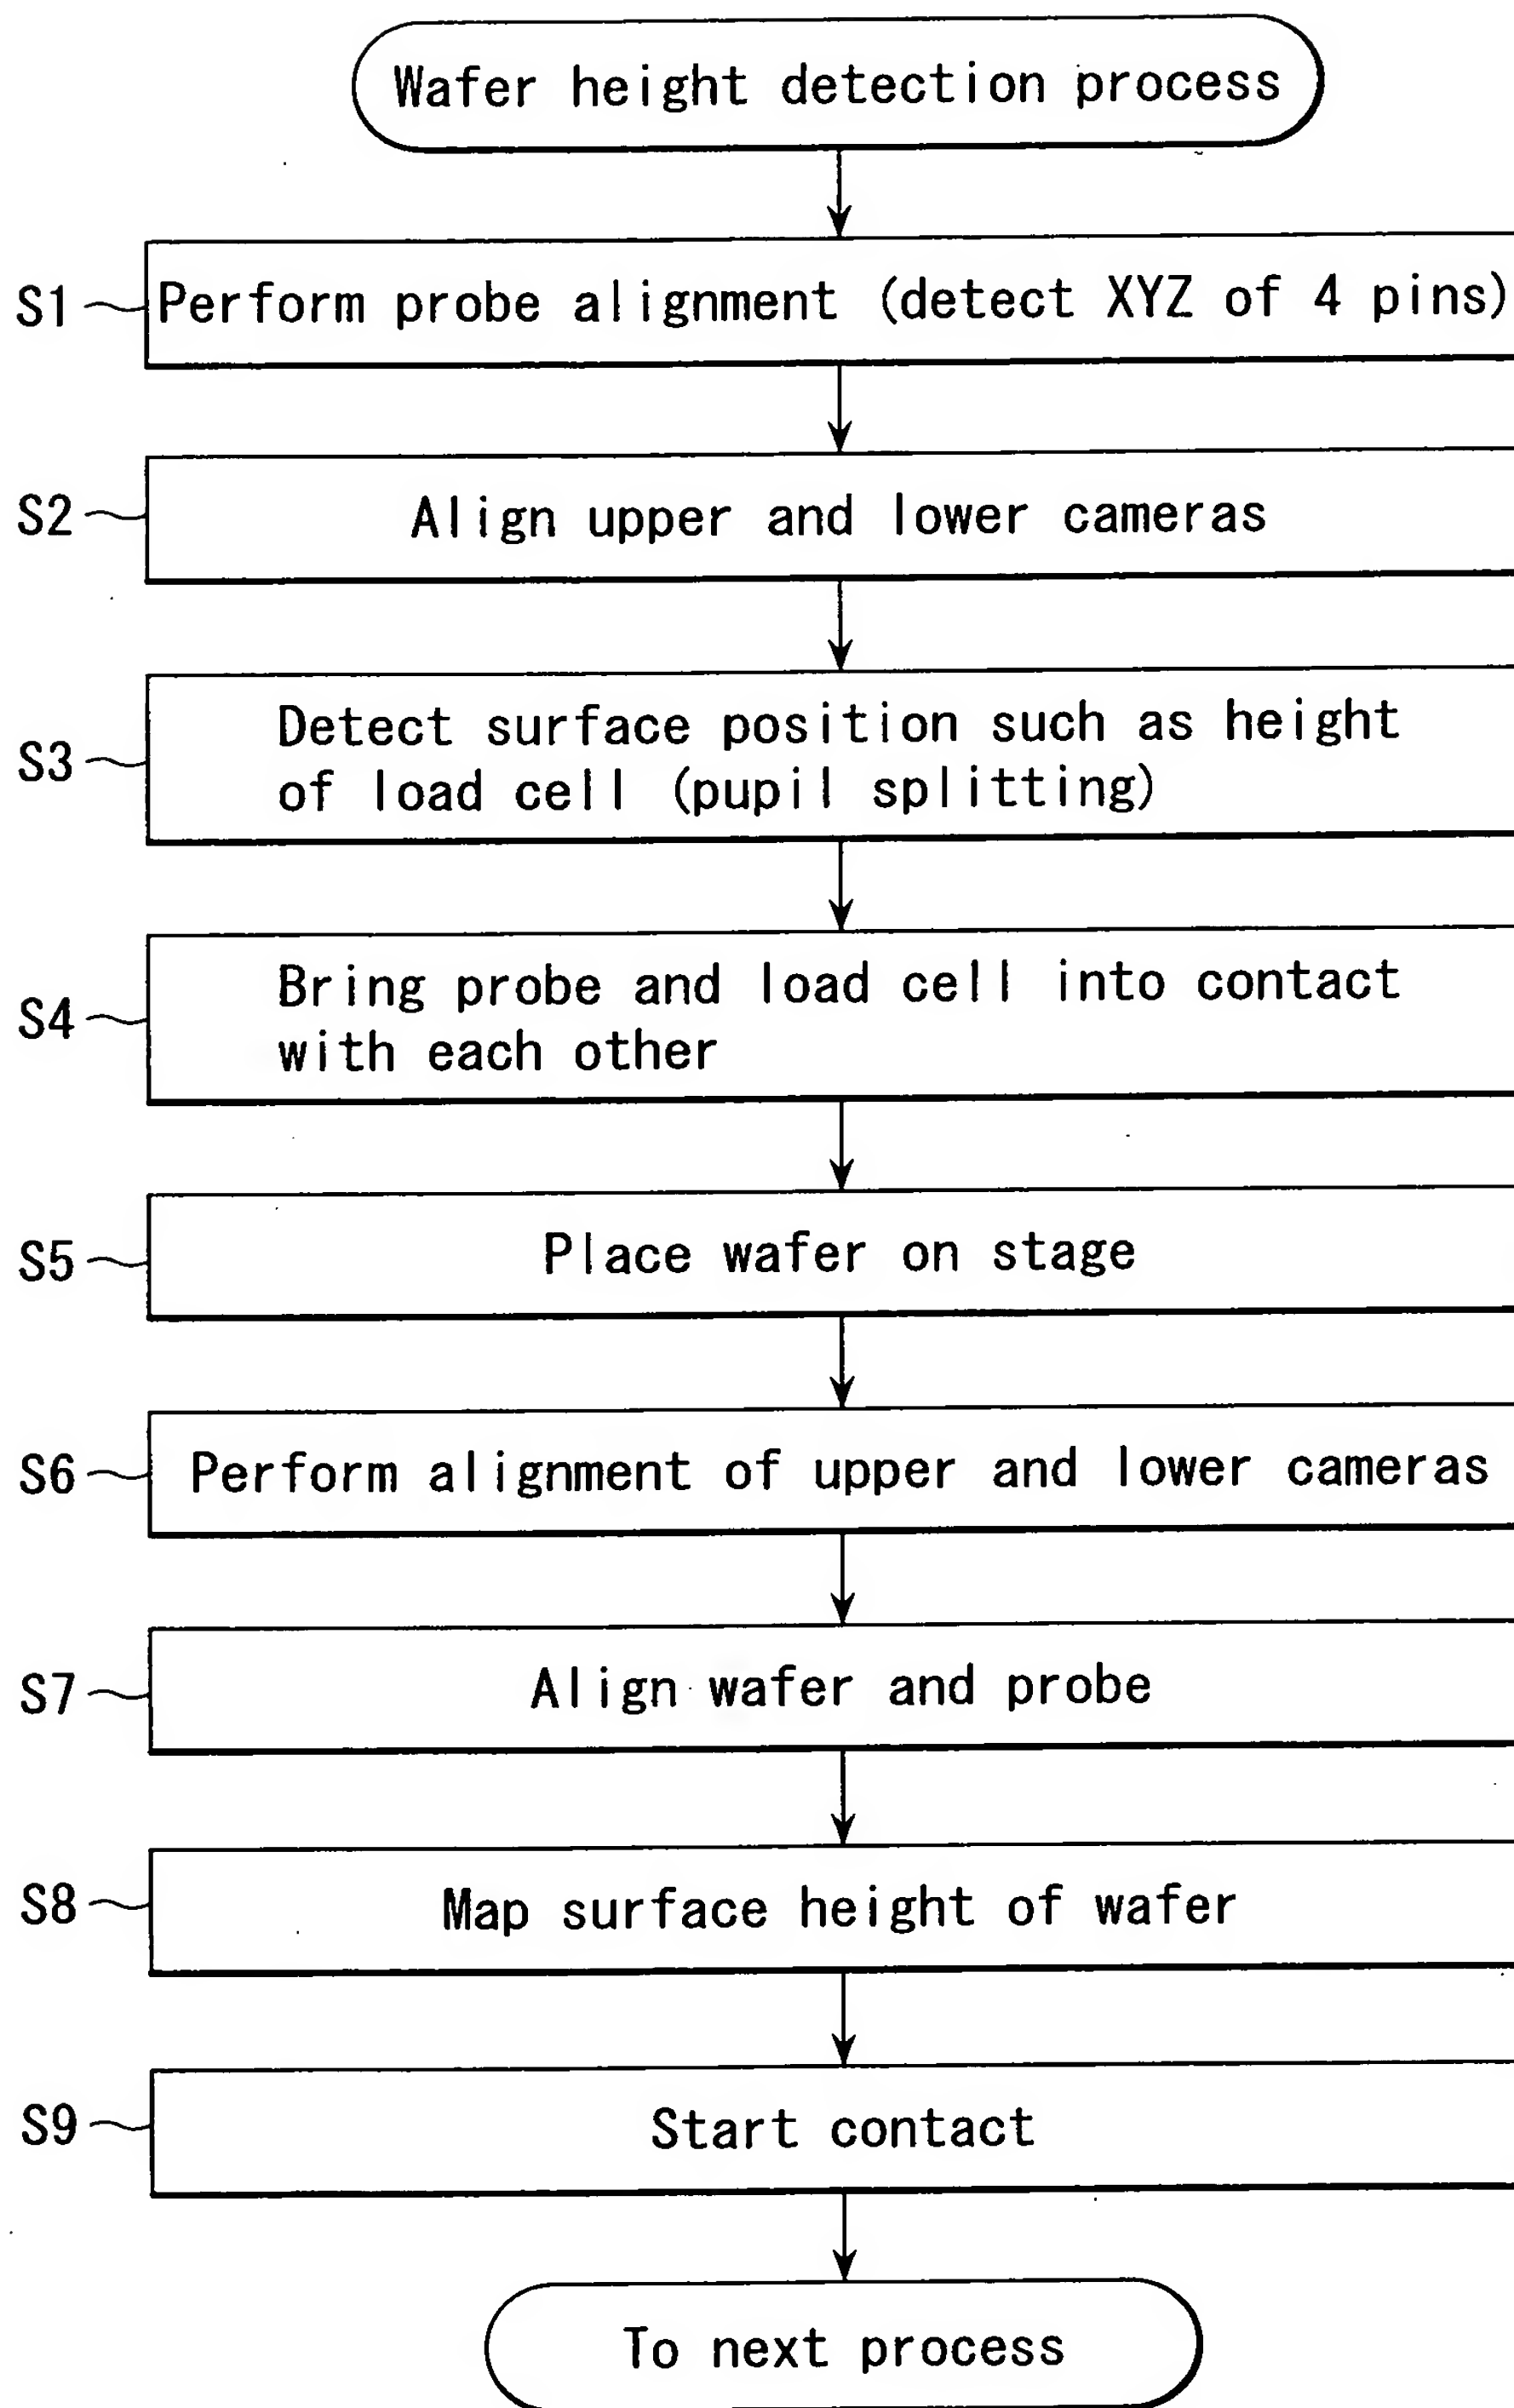 Wafer height detection process
S1 Perform probe alignment (detect XYZ of 4 pins)
S2 Align upper and lower cameras
Detect surface position such as height
S3
of load cell (pupil splitting)
Bring probe and load cell into contact
S4
with each other
S5 Place wafer on stage
S6 Perform alignment of upper and lower cameras
S7 Align wafer and probe
S8 Map surface height of wafer
S9 Start contact
To next process